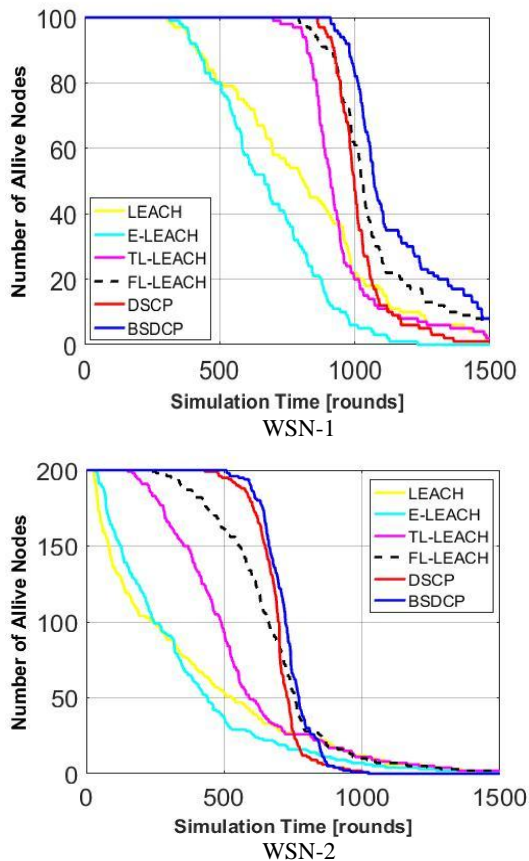 Number of Allive Nodes
100
80
60
40
20
0
LEACH
E-LEACH
TL-LEACH
FL-LEACH
DSCP
BSDCP
0 500 1000 1500
Simulation Time [rounds]
WSN-1
Number of Allive Nodes
200
150
100
50
0
LEACH
E-LEACH
TL-LEACH
FL-LEACH
DSCP
BSDCP
0 500 1000 1500
Simulation Time [rounds]
WSN-2